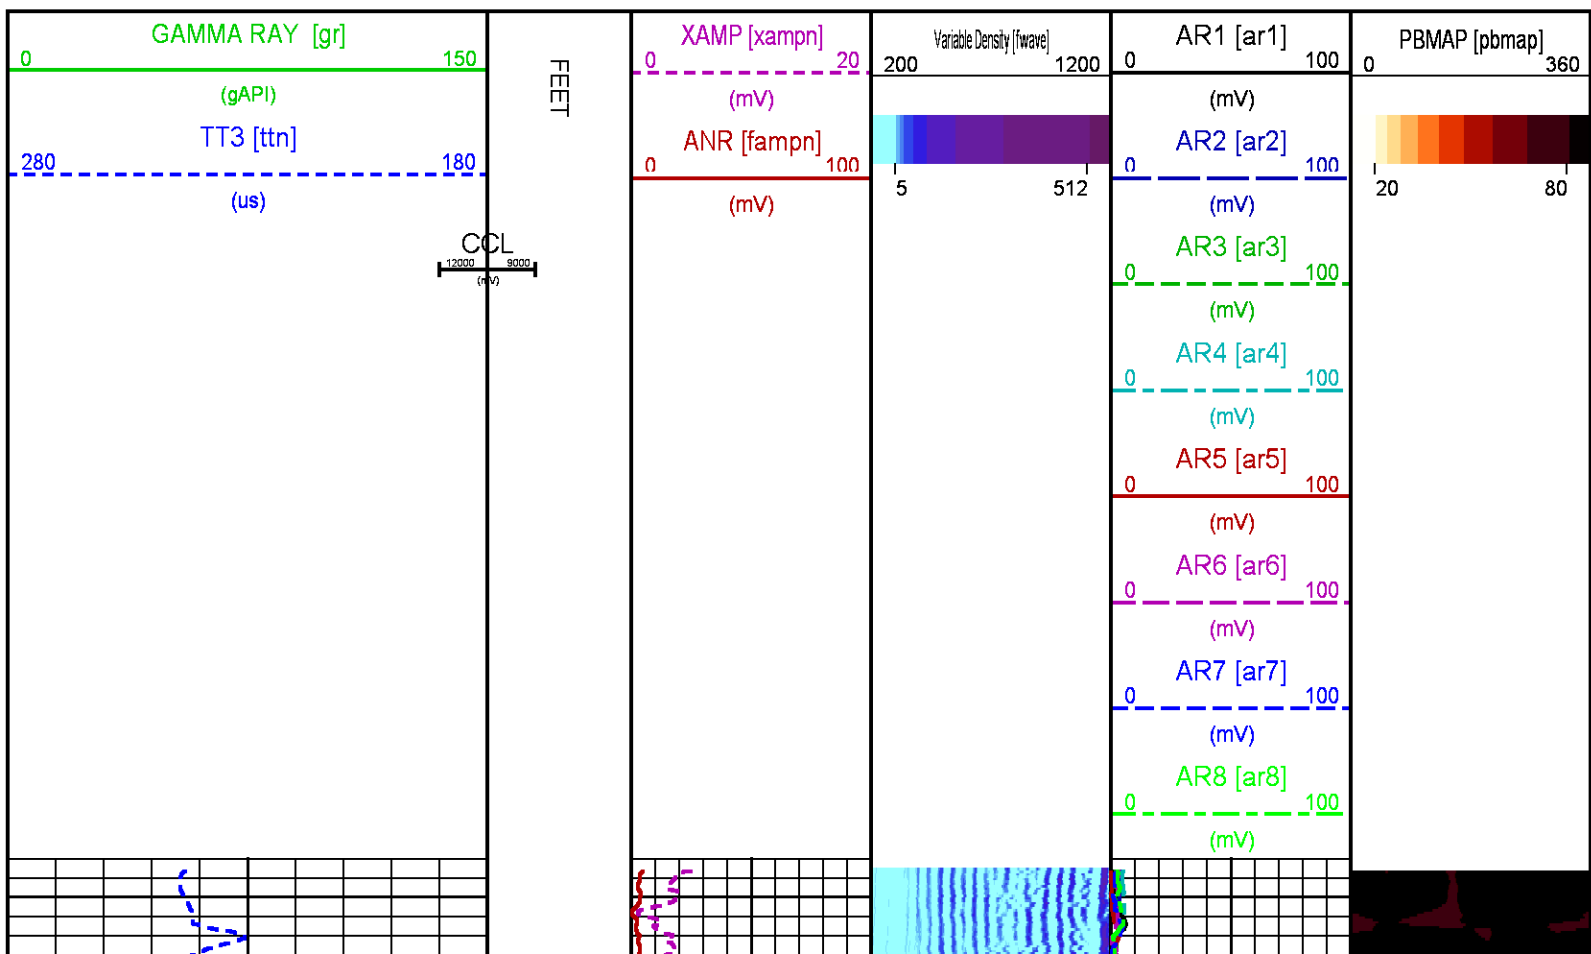 GAMMA RAY [gr]
0 150
(gAPI)
TT3 [ttn]
280 180
(us)
CCL
12000 9000
(mV)
FEET
XAMP [xampn]
0 20
(mV)
ANR [fampn]
0 100
(mV)
Variable Density [fwave]
200 1200
5 512
AR1 [ar1]
0 100
(mV)
AR2 [ar2]
0 100
(mV)
AR3 [ar3]
0 100
(mV)
AR4 [ar4]
0 100
(mV)
AR5 [ar5]
0 100
(mV)
AR6 [ar6]
0 100
(mV)
AR7 [ar7]
0 100
(mV)
AR8 [ar8]
0 100
(mV)
PBMAP [pbmap]
0 360
20 80